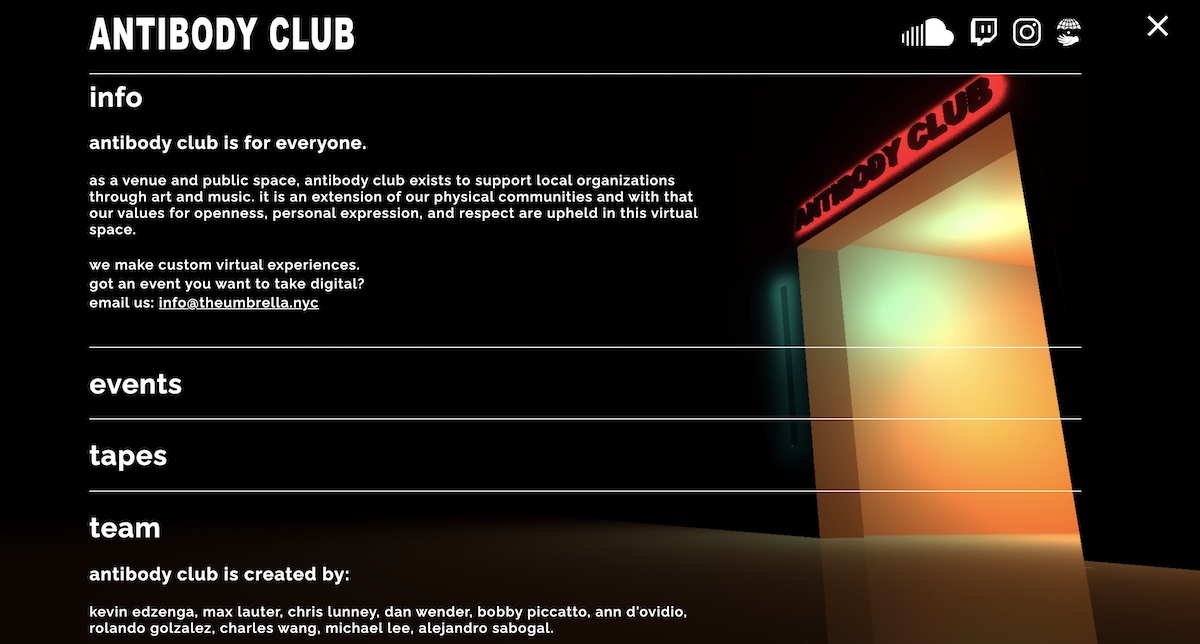 ANTIBODY CLUB
info
antibody club is for everyone.
as a venue and public space, antibody club exists to support local organizations
through art and music. it is an extension of our physical communities and with that
our values for openness, personal expression, and respect are upheld in this virtual
space.
we make custom virtual experiences.
got an event you want to take digital?
email us: info@theumbrella.nyc
ANTIBODY CLUB
events
tapes
team
antibody club is created by:
kevin edzenga, max lauter, chris lunney, dan wender, bobby piccatto, ann d'ovidio,
rolando golzalez, charles wang, michael lee, alejandro sabogal.